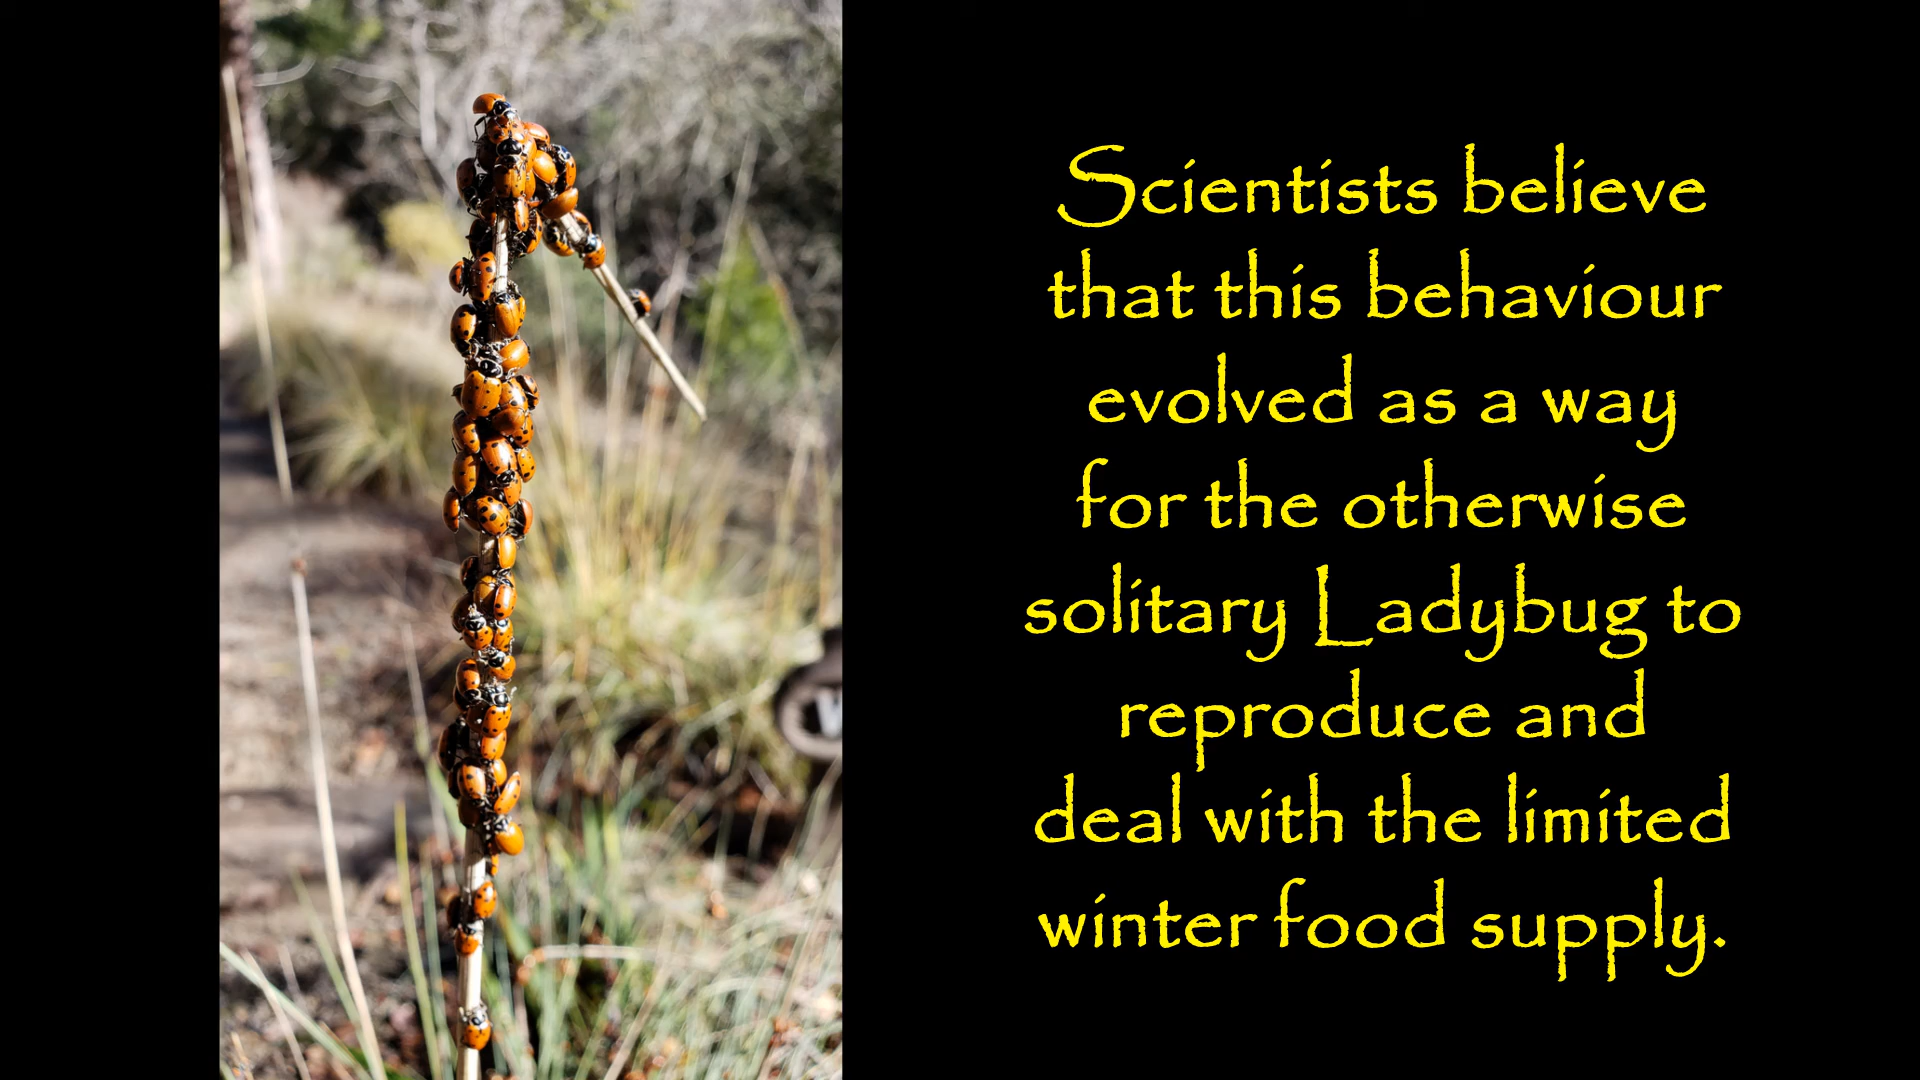 Scientists believe
that this behaviour
evolved as a way
for the otherwise
solitary Ladybug to
reproduce and
deal with the limited
winter food supply.